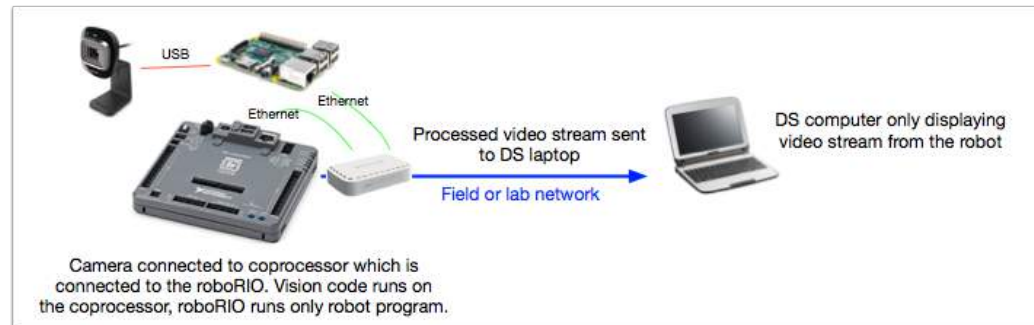 USB
Ethernet
Ethernet
Processed video stream sent
to DS laptop
Field or lab network
DS computer only displaying
video stream from the robot
Camera connected to coprocessor which is
connected to the roboRIO. Vision code runs on
the coprocessor, roboRIO runs only robot program.